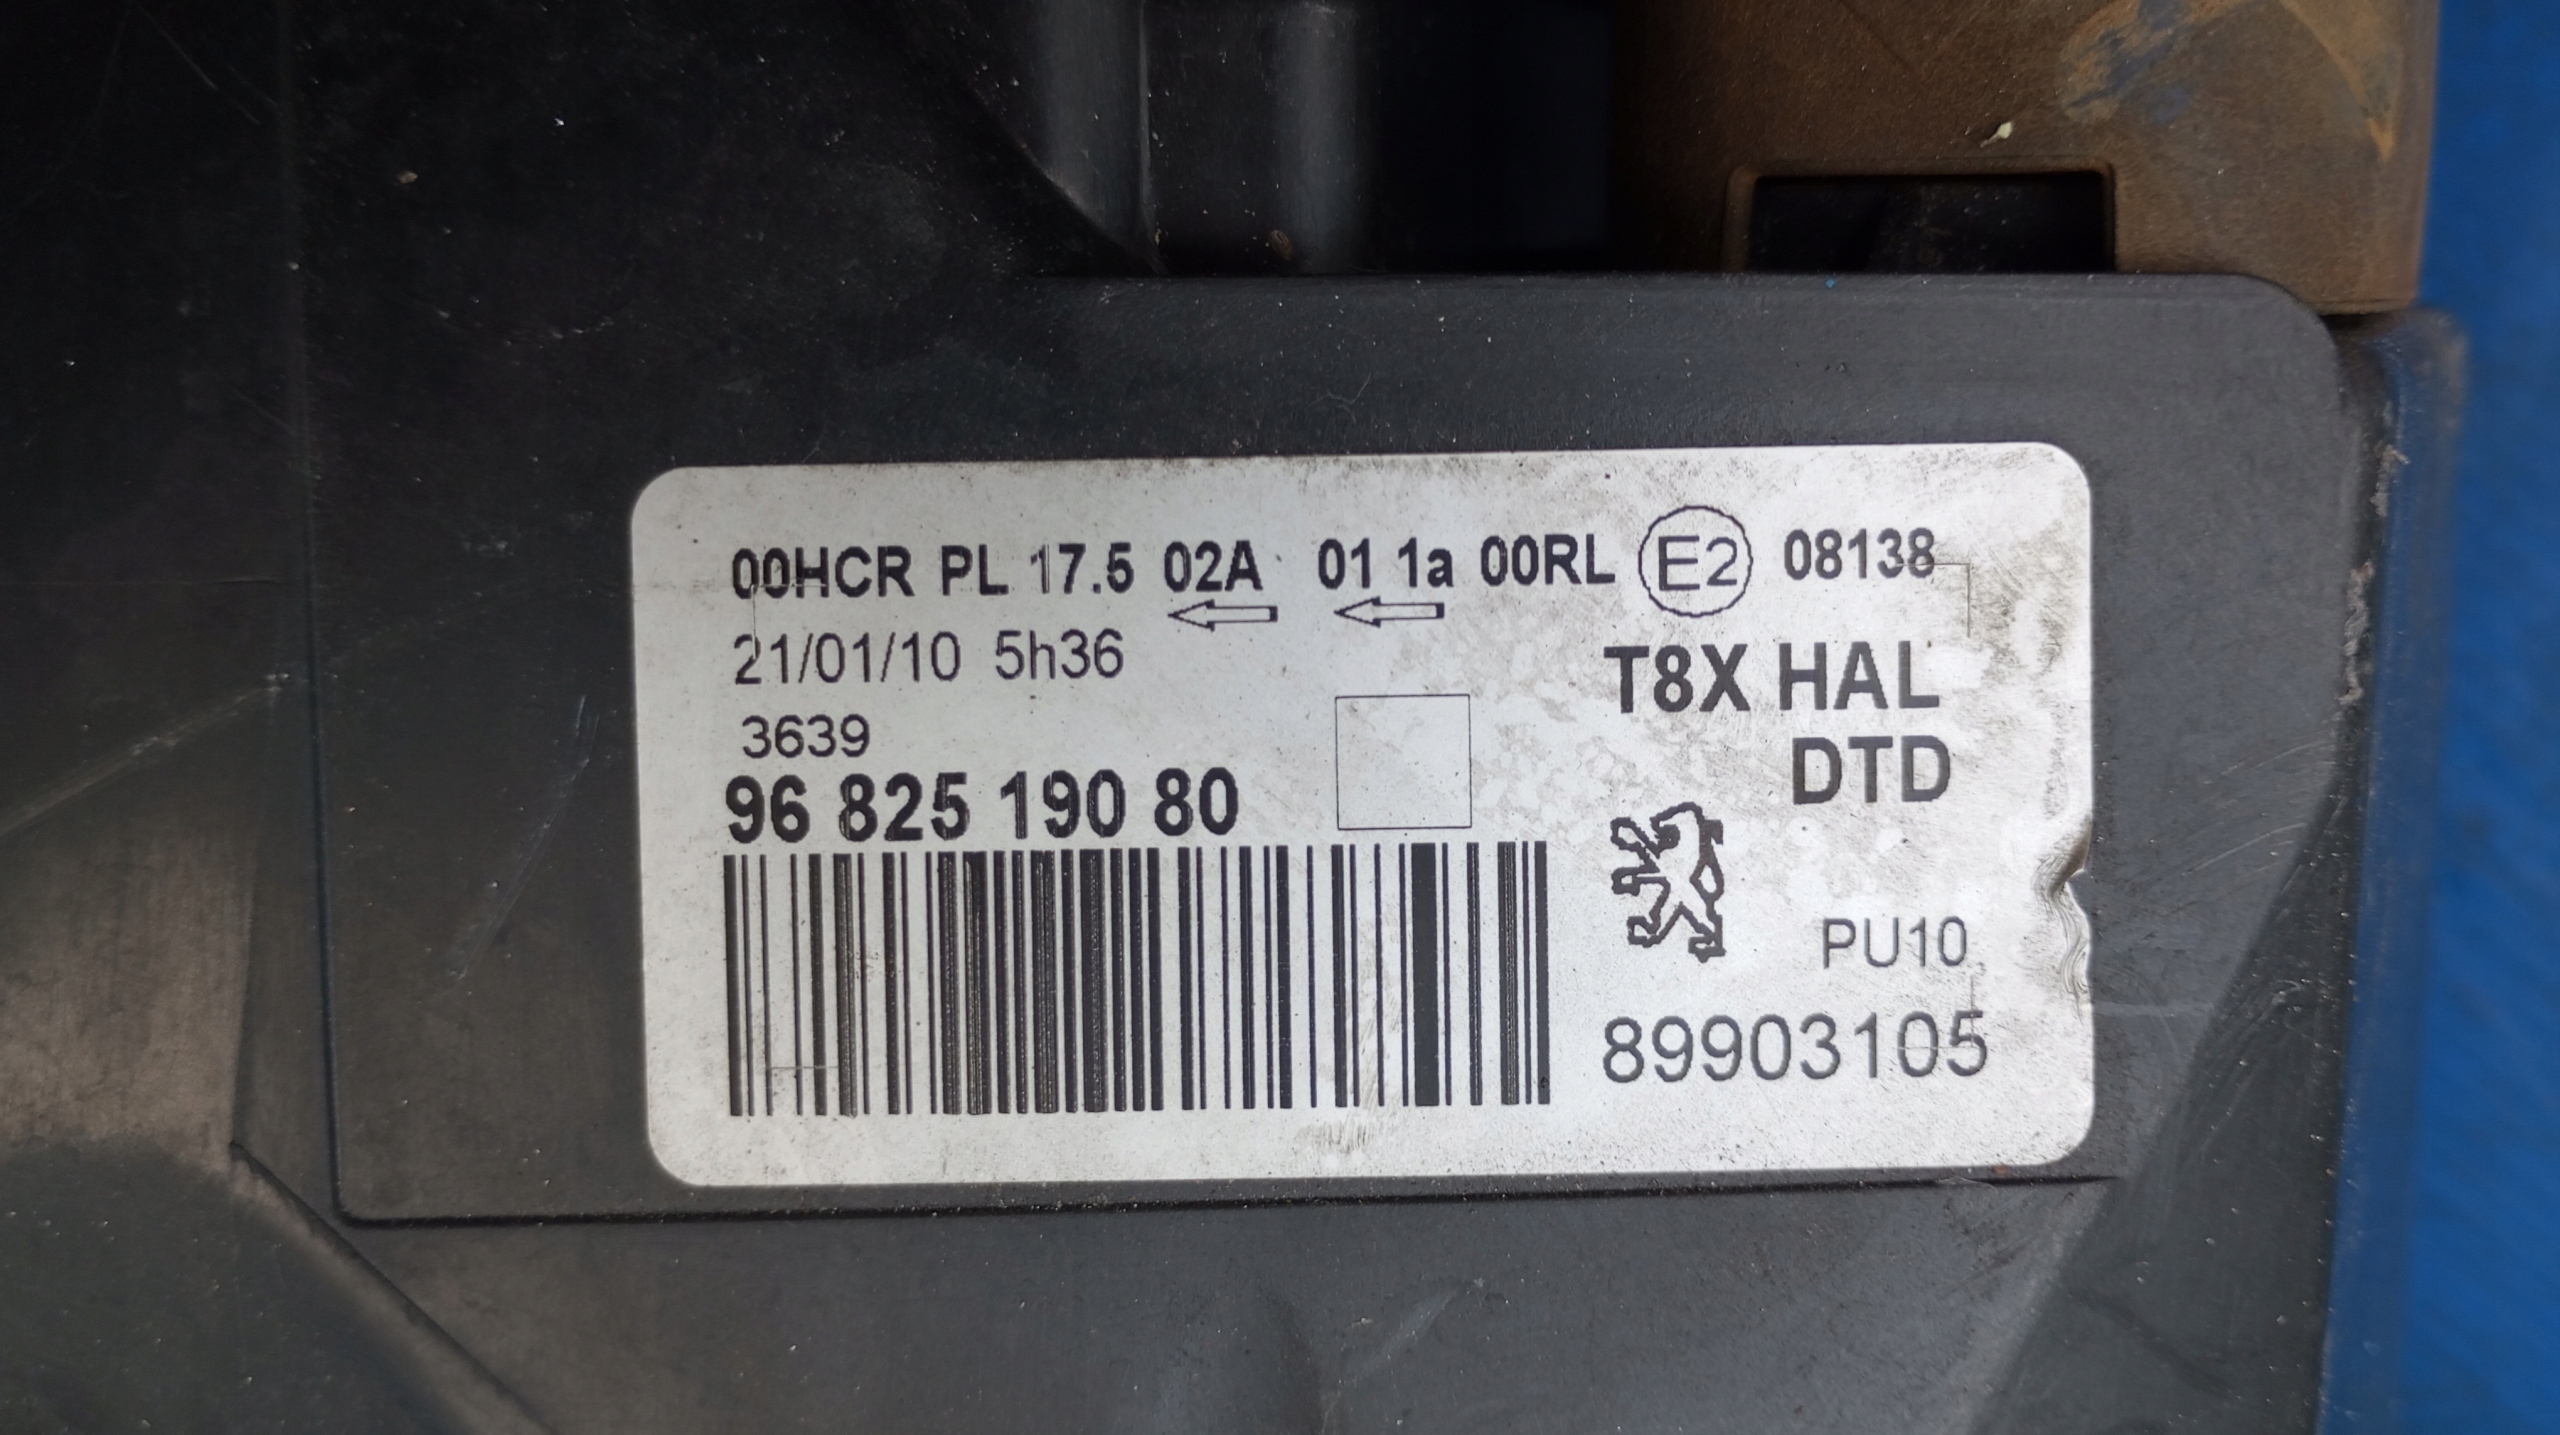 00HCR PL 17.5 02A 01 1a 00RL E2 08138
21/01/10 5h36
T8X HAL
3639
DTD
96 825 190 80
PU10
89903105